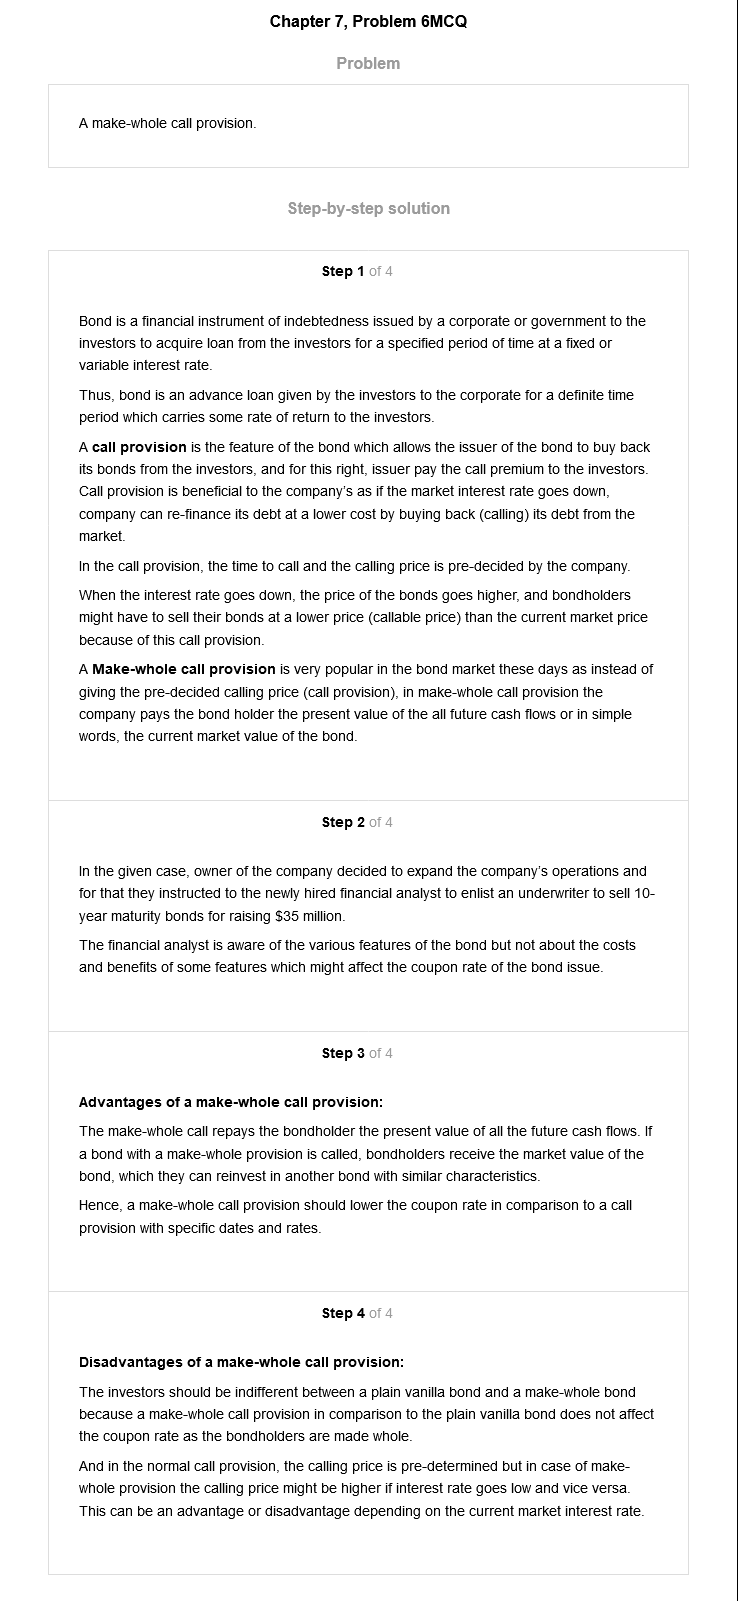 Chapter 7, Problem 6MCQ
Problem
A make-whole call provision.
Step-by-step solution
Step 1 of 4
Bond is a financial instrument of indebtedness issued by a corporate or government to the
investors to acquire loan from the investors for a specified period of time at a fixed or
variable interest rate.
Thus, bond is an advance loan given by the investors to the corporate for a definite time
period which carries some rate of return to the investors.
A call provision is the feature of the bond which allows the issuer of the bond to buy back
its bonds from the investors, and for this right, issuer pay the call premium to the investors.
Call provision is beneficial to the company's as if the market interest rate goes down,
company can re-finance its debt at a lower cost by buying back (calling) its debt from the
market.
In the call provision, the time to call and the calling price is pre-decided by the company.
When the interest rate goes down, the price of the bonds goes higher, and bondholders
might have to sell their bonds at a lower price (callable price) than the current market price
because of this call provision.
A Make-whole call provision is very popular in the bond market these days as instead of
giving the pre-decided calling price (call provision), in make-whole call provision the
company pays the bond holder the present value of the all future cash flows or in simple
words, the current market value of the bond.
Step 2 of 4
In the given case, owner of the company decided to expand the company's operations and
for that they instructed to the newly hired financial analyst to enlist an underwriter to sell 10-
year maturity bonds for raising $35 million.
The financial analyst is aware of the various features of the bond but not about the costs
and benefits of some features which might affect the coupon rate of the bond issue.
Step 3 of 4
Advantages of a make-whole call provision:
The make-whole call repays the bondholder the present value of all the future cash flows. If
a bond with a make-whole provision is called, bondholders receive the market value of the
bond, which they can reinvest in another bond with similar characteristics.
Hence, a make-whole call provision should lower the coupon rate in comparison to a call
provision with specific dates and rates.
Step 4 of 4
Disadvantages of a make-whole call provision:
The investors should be indifferent between a plain vanilla bond and a make-whole bond
because a make-whole call provision in comparison to the plain vanilla bond does not affect
the coupon rate as the bondholders are made whole.
And in the normal call provision, the calling price is pre-determined but in case of make-
whole provision the calling price might be higher if interest rate goes low and vice versa.
This can be an advantage or disadvantage depending on the current market interest rate.